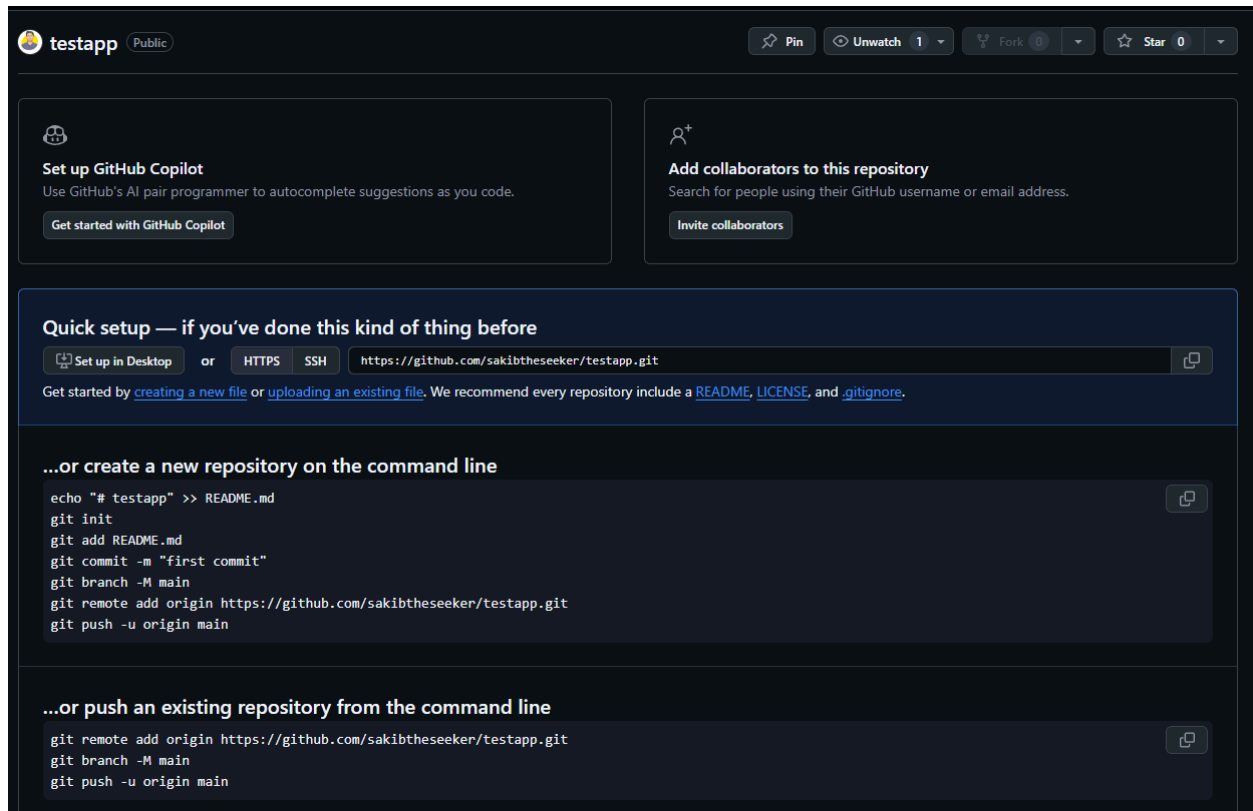 testapp Public
Pin Unwatch 1 Fork 0 Star 0
Set up GitHub Copilot
Use GitHub's AI pair programmer to autocomplete suggestions as you code.
Get started with GitHub Copilot
Add collaborators to this repository
Search for people using their GitHub username or email address.
Invite collaborators
Quick setup — if you’ve done this kind of thing before
Set up in Desktop or HTTPS SSH https://github.com/sakibtheseeker/testapp.git
Get started by creating a new file or uploading an existing file. We recommend every repository include a README, LICENSE, and .gitignore.
...or create a new repository on the command line
echo "# testapp" >> README.md
git init
git add README.md
git commit -m "first commit"
git branch -M main
git remote add origin https://github.com/sakibtheseeker/testapp.git
git push -u origin main
...or push an existing repository from the command line
git remote add origin https://github.com/sakibtheseeker/testapp.git
git branch -M main
git push -u origin main